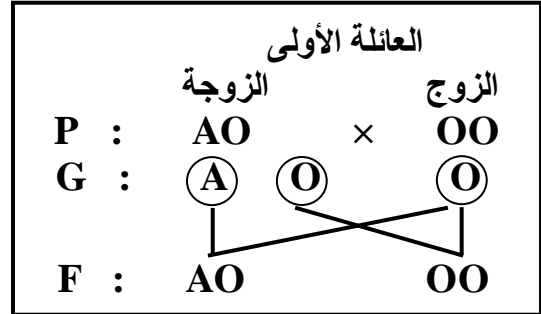 العائلة الأولى
الزوج الزوجة
P : AO × OO
G : A O O
F : AO OO